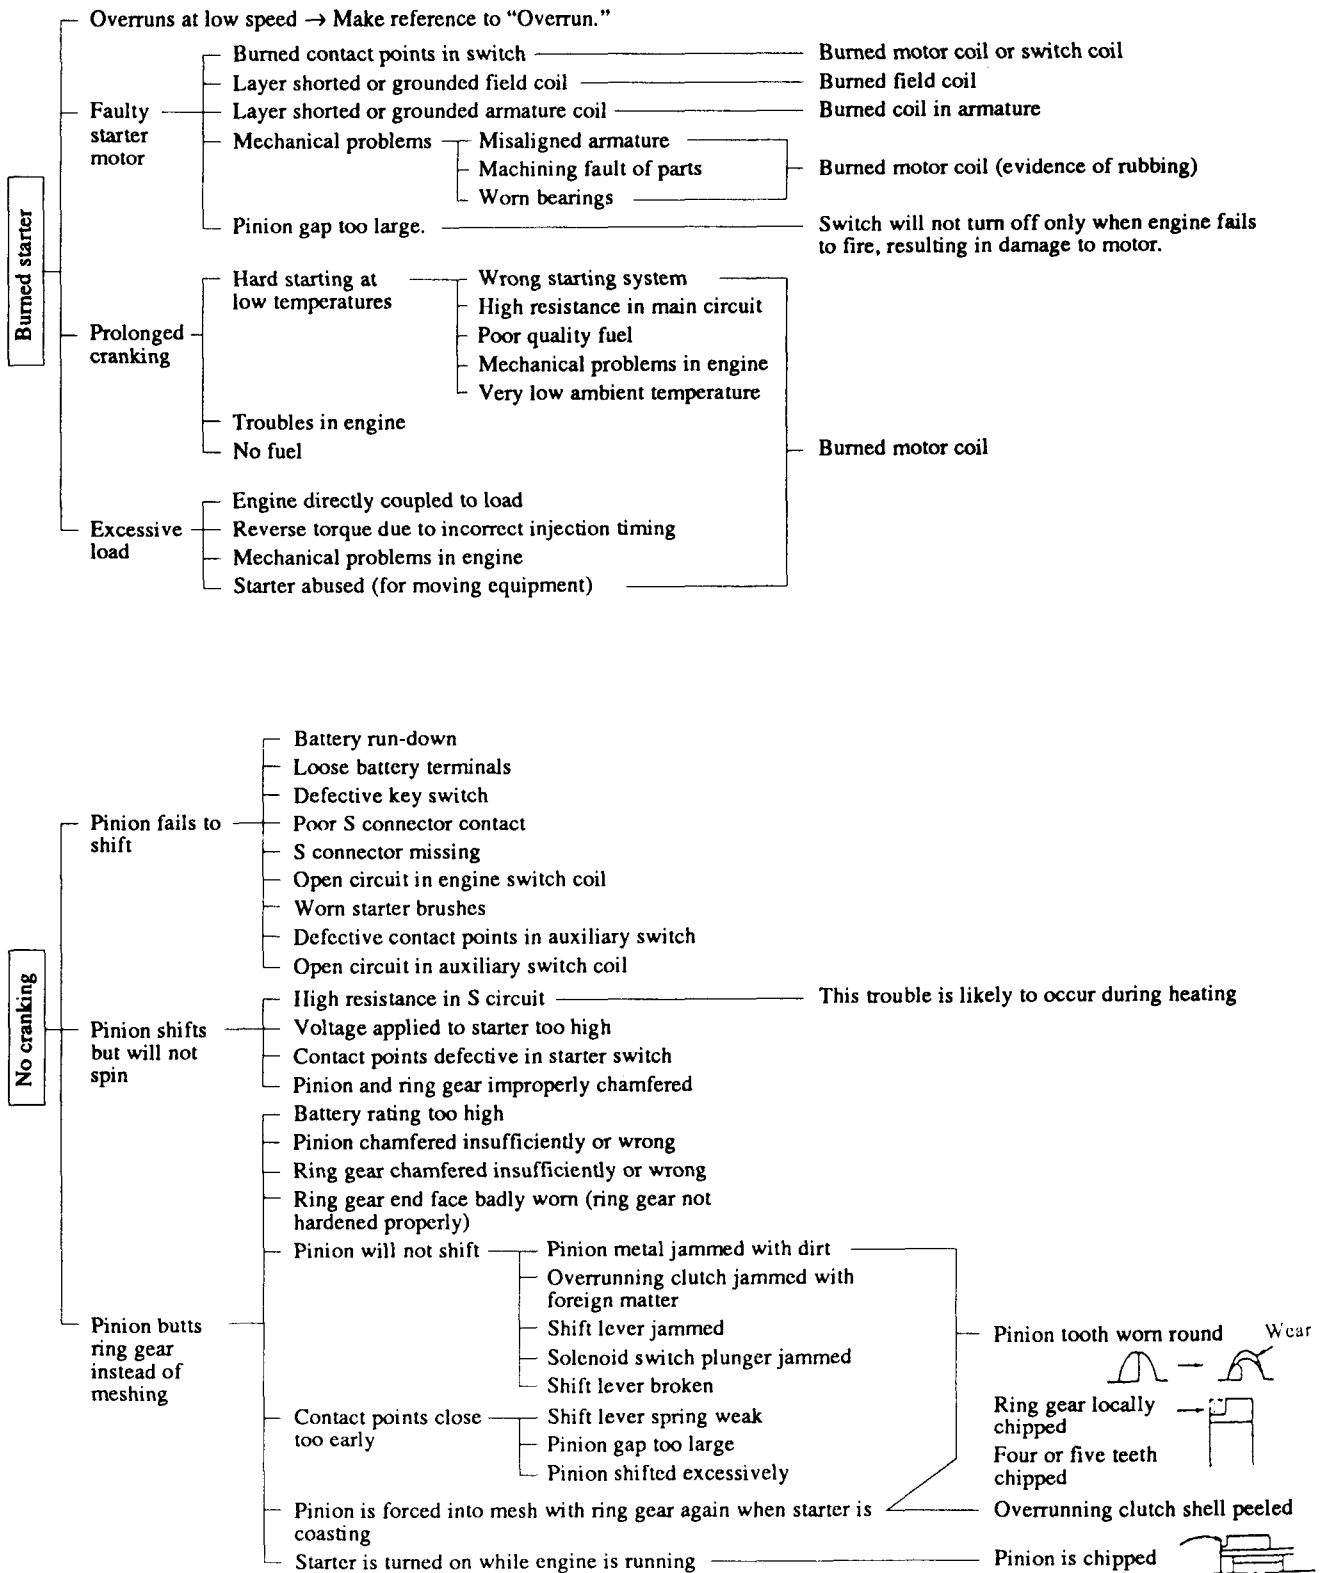 Overruns at low speed → Make reference to “Overrun.”
Burned starter
Faulty
starter
motor
Burned contact points in switch
Burned motor coil or switch coil
Layer shorted or grounded field coil
Burned field coil
Layer shorted or grounded armature coil
Burned coil in armature
Mechanical problems
Misaligned armature
Machining fault of parts
Worn bearings
Burned motor coil (evidence of rubbing)
Pinion gap too large.
Switch will not turn off only when engine fails
to fire, resulting in damage to motor.
Prolonged
cranking
Hard starting at
low temperatures
Wrong starting system
High resistance in main circuit
Poor quality fuel
Mechanical problems in engine
Very low ambient temperature
Troubles in engine
No fuel
Burned motor coil
Excessive
load
Engine directly coupled to load
Reverse torque due to incorrect injection timing
Mechanical problems in engine
Starter abused (for moving equipment)
No cranking
Pinion fails to
shift
Battery run-down
Loose battery terminals
Defective key switch
Poor S connector contact
S connector missing
Open circuit in engine switch coil
Worn starter brushes
Defective contact points in auxiliary switch
Open circuit in auxiliary switch coil
Pinion shifts
but will not
spin
High resistance in S circuit
This trouble is likely to occur during heating
Voltage applied to starter too high
Contact points defective in starter switch
Pinion and ring gear improperly chamfered
Pinion butts
ring gear
instead of
meshing
Battery rating too high
Pinion chamfered insufficiently or wrong
Ring gear chamfered insufficiently or wrong
Ring gear end face badly worn (ring gear not
hardened properly)
Pinion will not shift
Pinion metal jammed with dirt
Overrunning clutch jammed with
foreign matter
Shift lever jammed
Solenoid switch plunger jammed
Shift lever broken
Contact points close
too early
Shift lever spring weak
Pinion gap too large
Pinion shifted excessively
Pinion tooth worn round
Wear
Ring gear locally
chipped
Four or five teeth
chipped
Pinion is forced into mesh with ring gear again when starter is
coasting
Overrunning clutch shell peeled
Starter is turned on while engine is running
Pinion is chipped